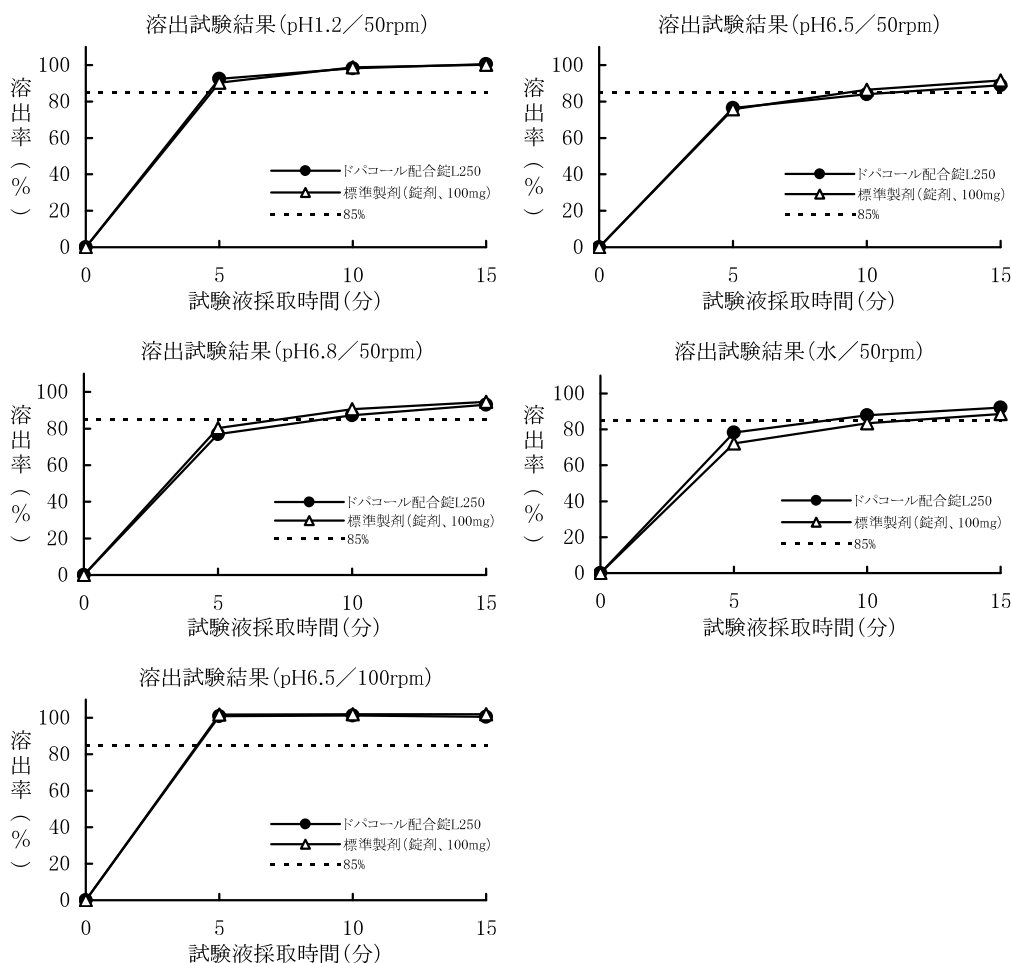 溶出試験結果(pH1.2/50rpm)
溶出率(%)
100
80
60
40
20
0
ドパコール配合錠L250
標準製剤(錠剤、100mg)
85%
0 5 10 15
試験液採取時間(分)
溶出試験結果(pH6.5/50rpm)
溶出率(%)
100
80
60
40
20
0
ドパコール配合錠L250
標準製剤(錠剤、100mg)
85%
0 5 10 15
試験液採取時間(分)
溶出試験結果(pH6.8/50rpm)
溶出率(%)
100
80
60
40
20
0
ドパコール配合錠L250
標準製剤(錠剤、100mg)
85%
0 5 10 15
試験液採取時間(分)
溶出試験結果(水/50rpm)
溶出率(%)
100
80
60
40
20
0
ドパコール配合錠L250
標準製剤(錠剤、100mg)
85%
0 5 10 15
試験液採取時間(分)
溶出試験結果(pH6.5/100rpm)
溶出率(%)
100
80
60
40
20
0
ドパコール配合錠L250
標準製剤(錠剤、100mg)
85%
0 5 10 15
試験液採取時間(分)